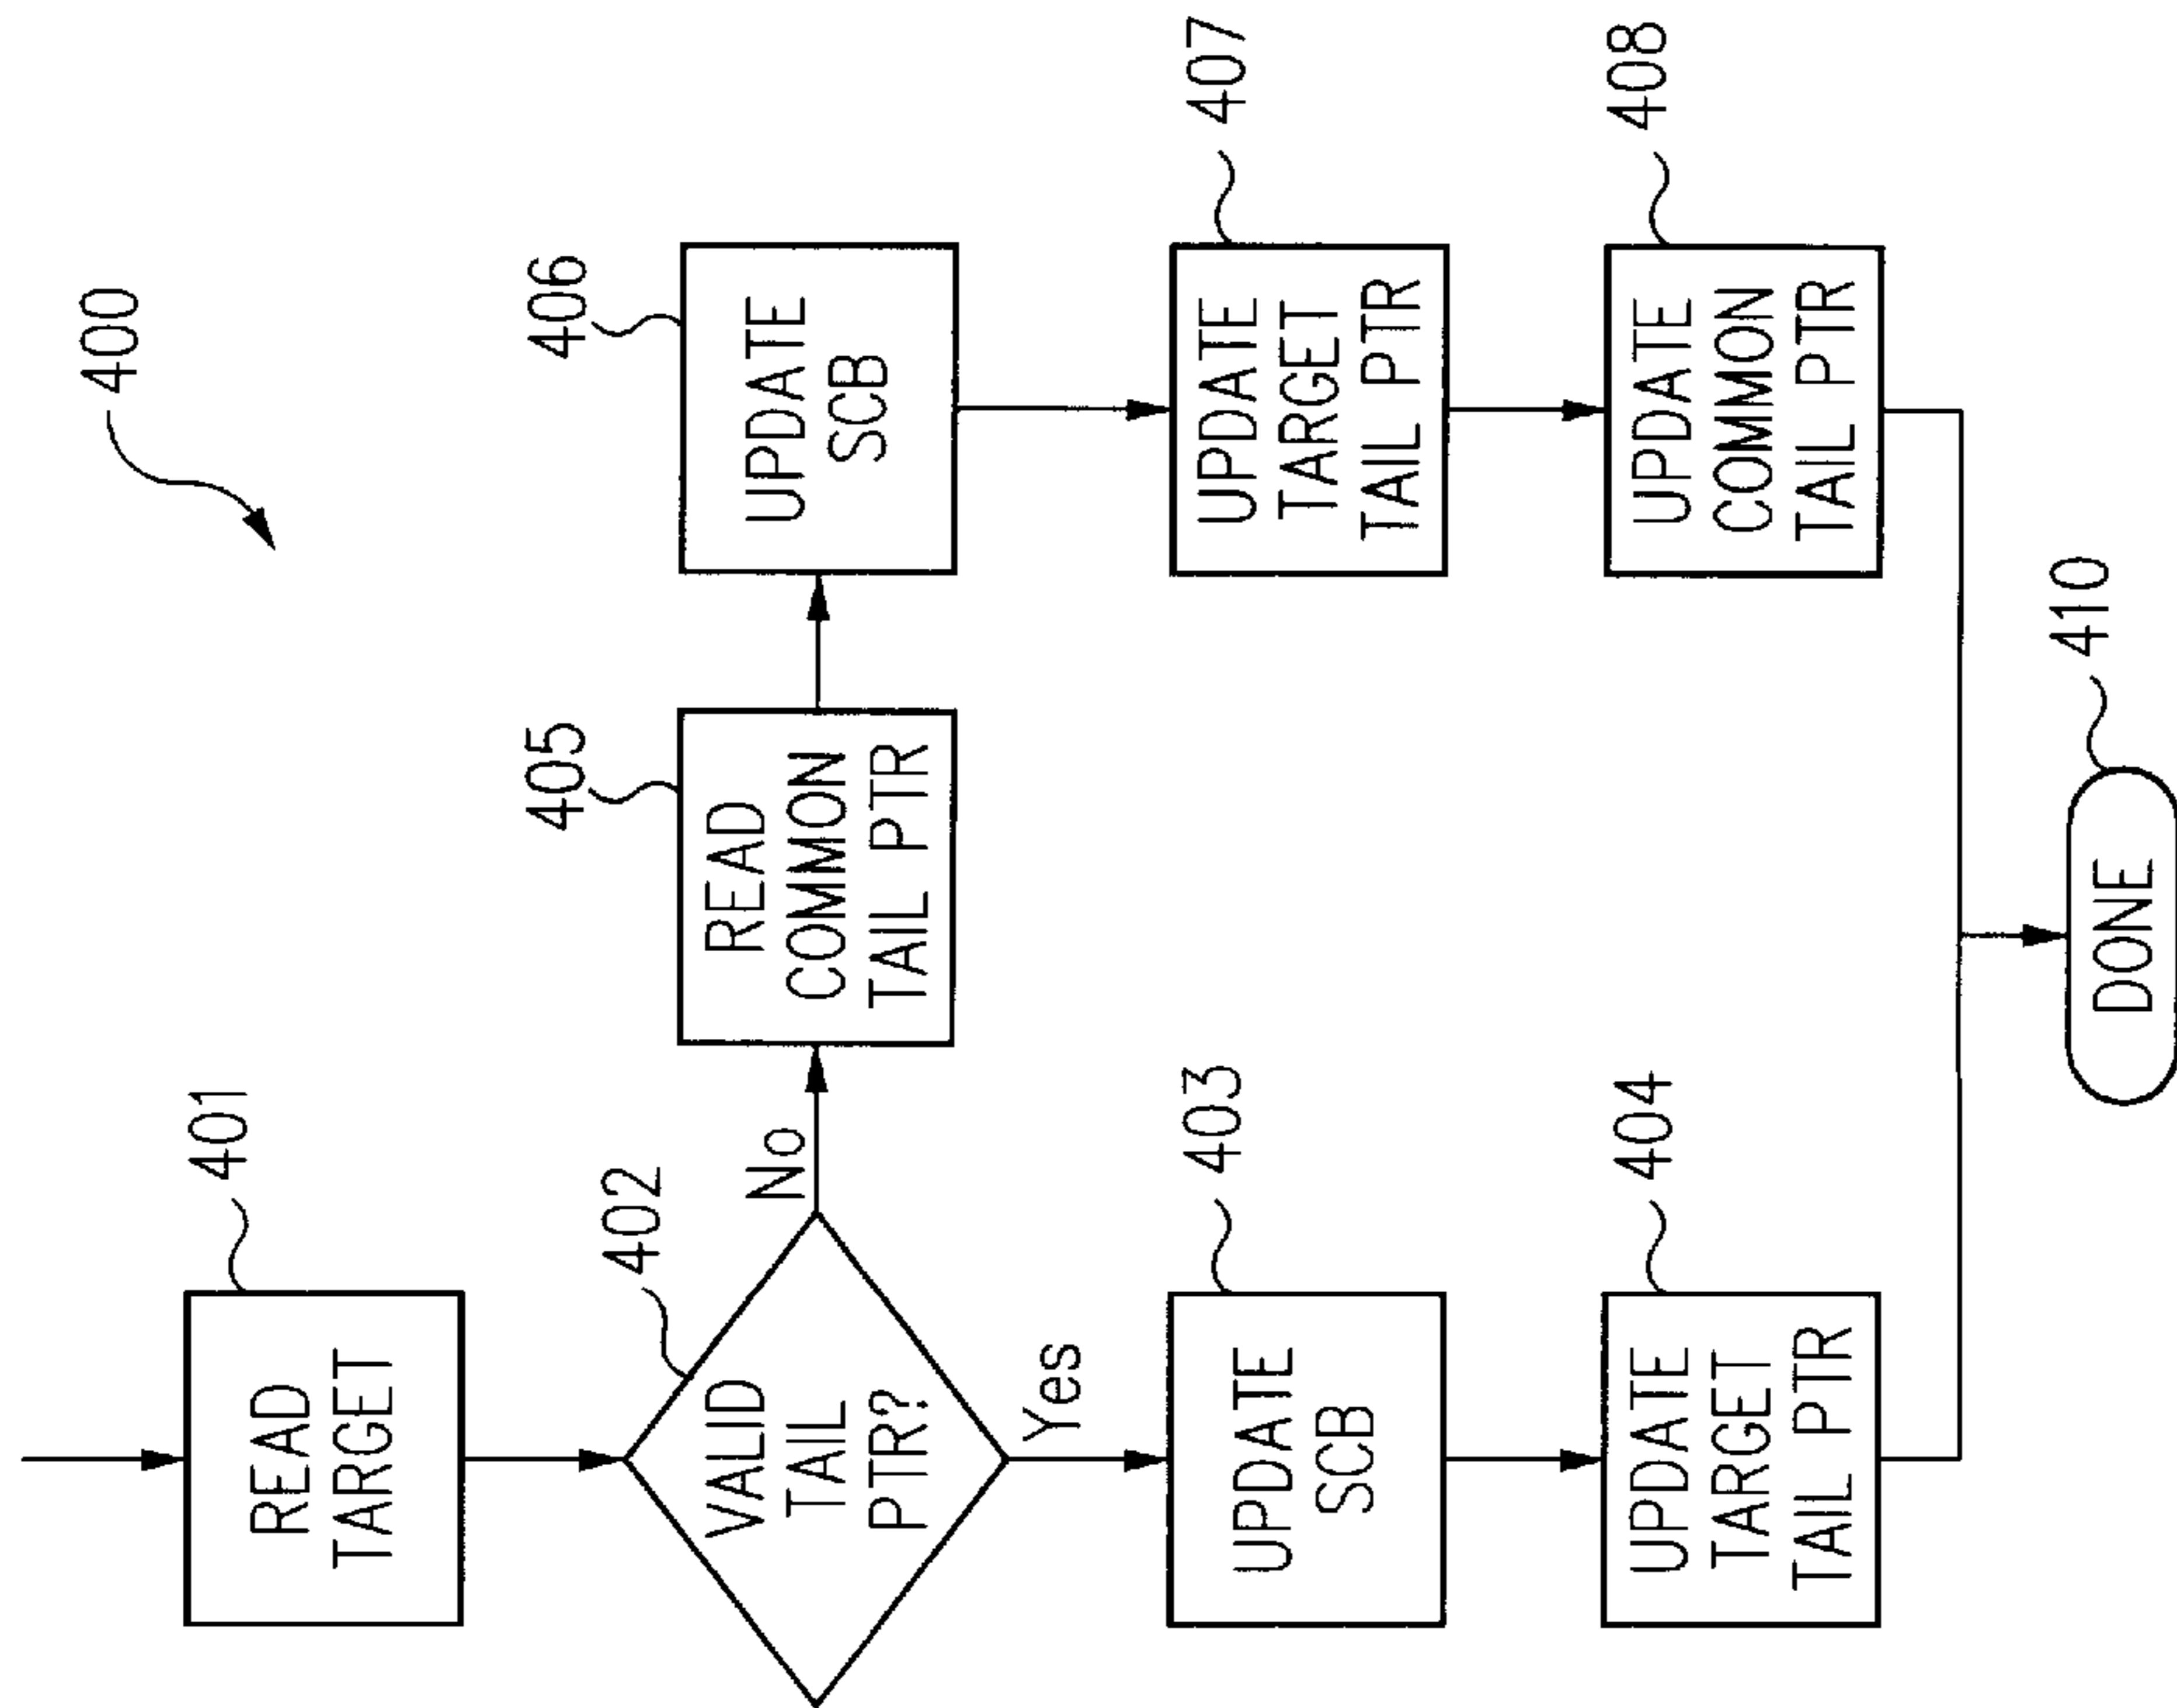 400
401
READ
TARGET
402
VALID
TAIL
PTR?
No
Yes
405
READ
COMMON
TAIL PTR
406
UPDATE
SCB
403
UPDATE
SCB
407
UPDATE
TARGET
TAIL PTR
404
UPDATE
TARGET
TAIL PTR
408
UPDATE
COMMON
TAIL PTR
410
DONE